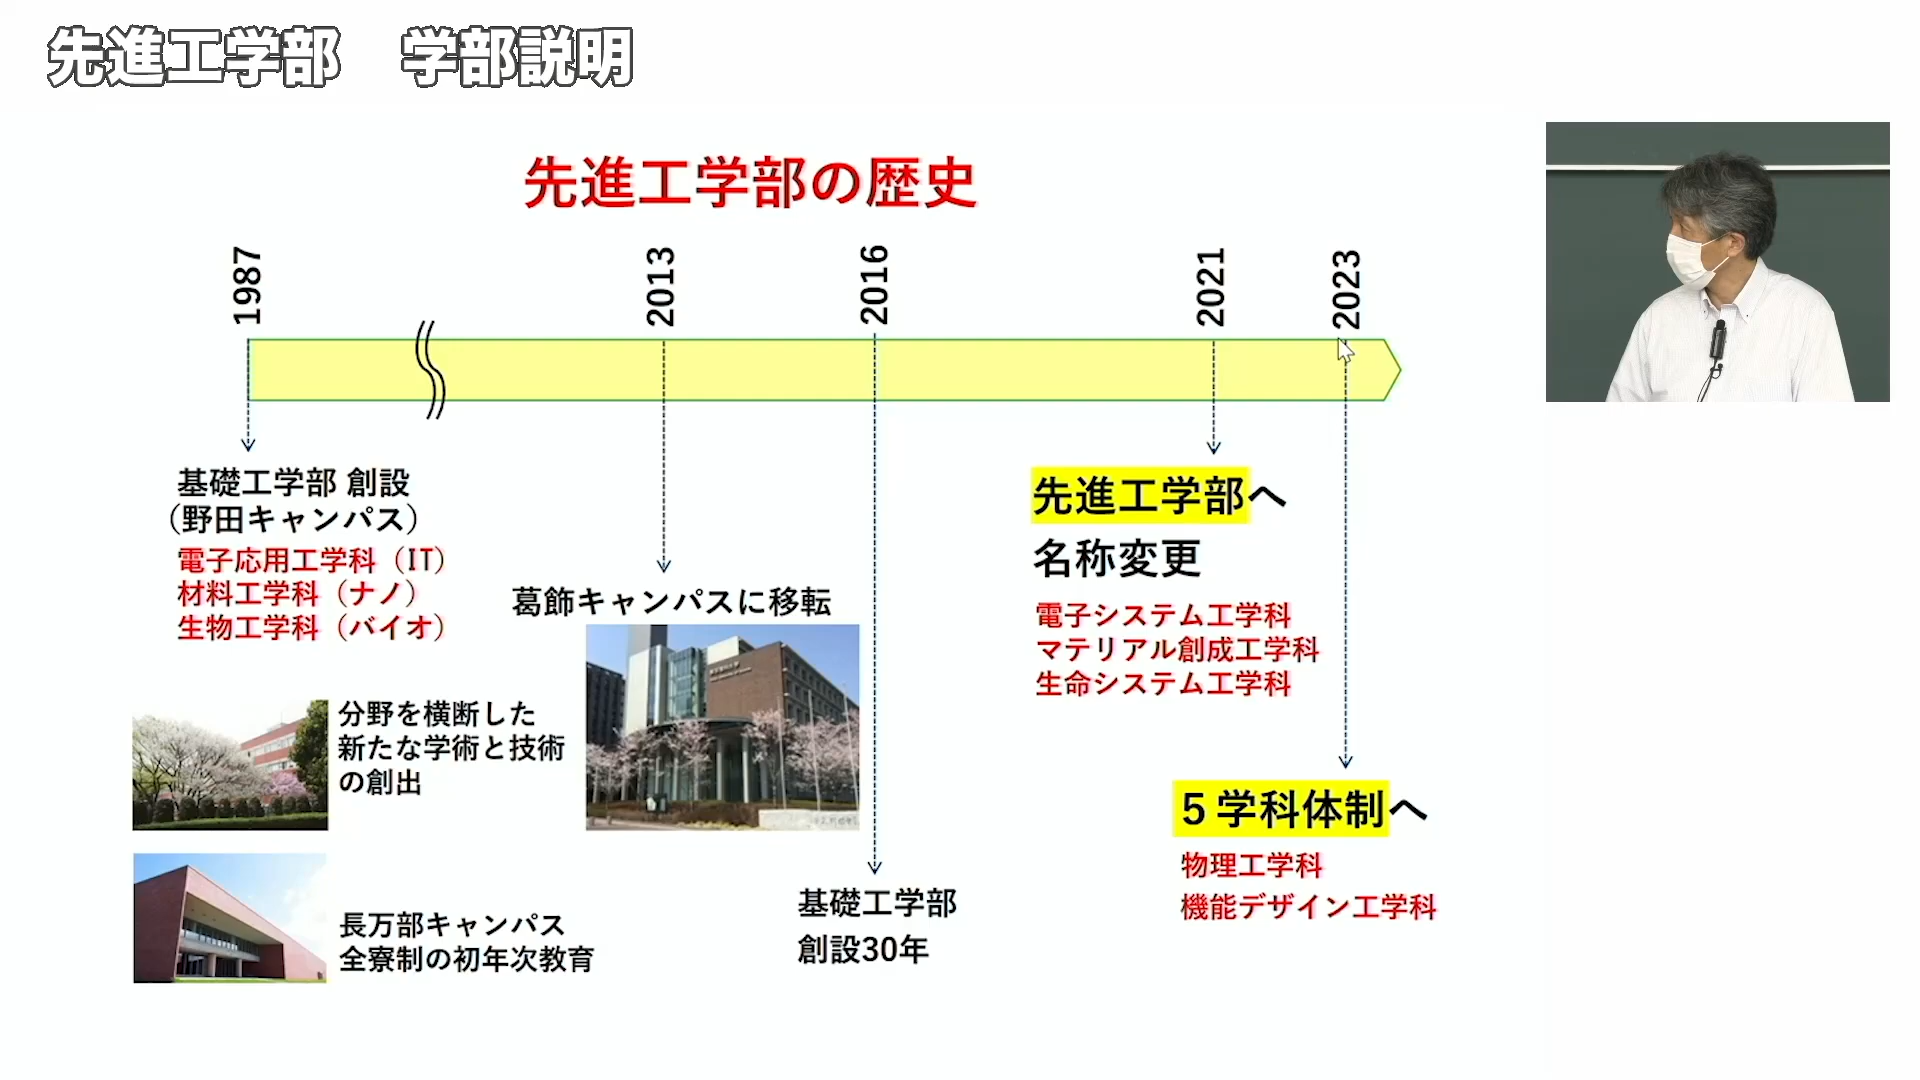 先進工学部　学部説明
先進工学部の歴史
1987
2013
2016
2021
2023
基礎工学部 創設
（野田キャンパス）
電子応用工学科（IT）
材料工学科（ナノ）
生物工学科（バイオ）
分野を横断した
新たな学術と技術
の創出
長万部キャンパス
全寮制の初年次教育
葛飾キャンパスに移転
基礎工学部
創設30年
先進工学部へ
名称変更
電子システム工学科
マテリアル創成工学科
生命システム工学科
５学科体制へ
物理工学科
機能デザイン工学科